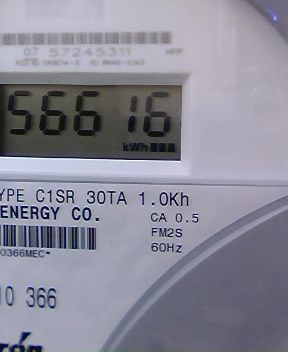 07 57245311
56616
kWh
YPE C1SR 30TA 1.0Kh
ENERGY CO. CA 0.5
FM2S
0366MEC* 60Hz
10 366
rón